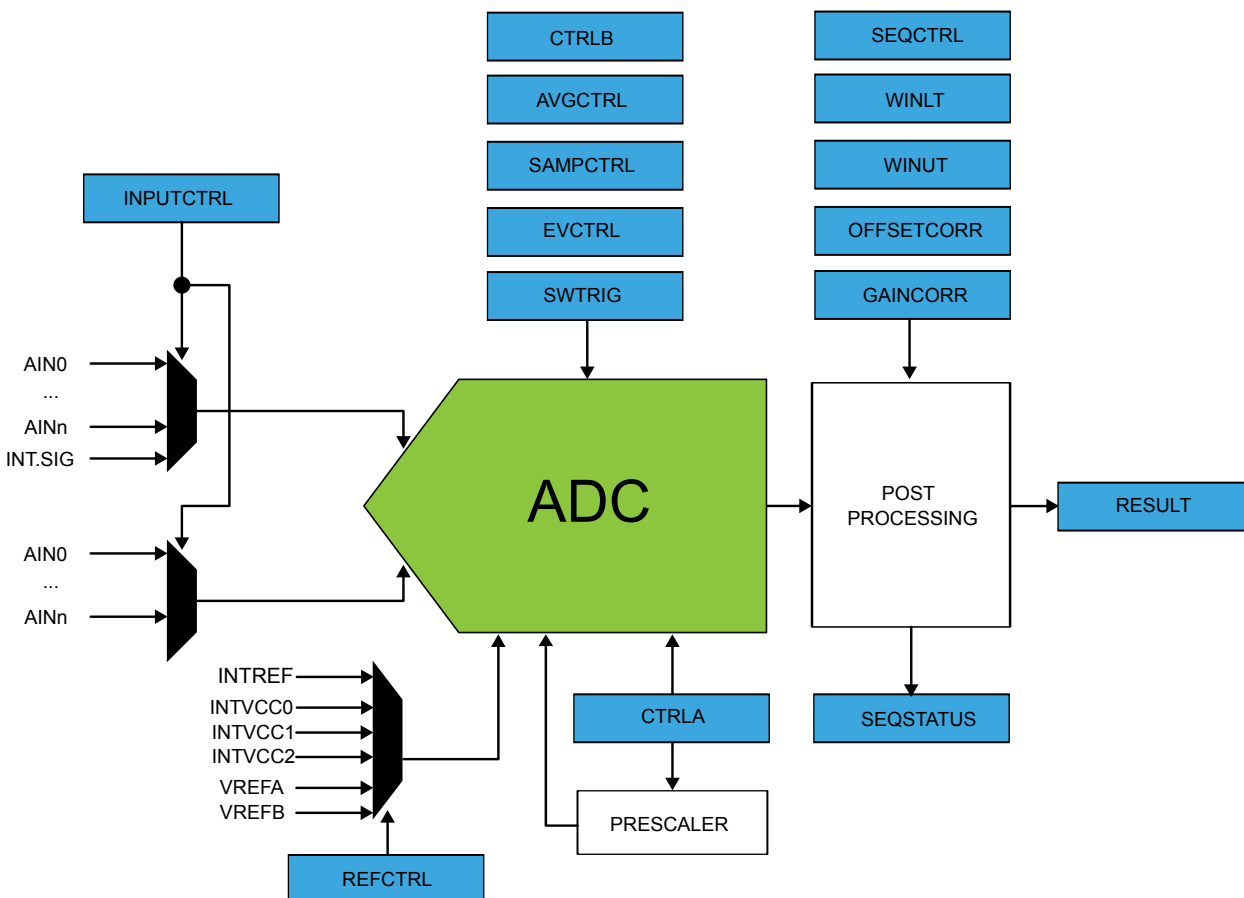 CTRLB
SEQCTRL
AVGCTRL
WINLT
SAMPCTRL
WINUT
INPUTCTRL
EVCTRL
OFFSETCORR
SWTRIG
GAINCORR
AIN0
...
AINn
INT.SIG
ADC
POST
PROCESSING
RESULT
AIN0
...
AINn
INTREF
INTVCC0
INTVCC1
INTVCC2
VREFA
VREFB
CTRLA
SEQSTATUS
PRESCALER
REFCTRL